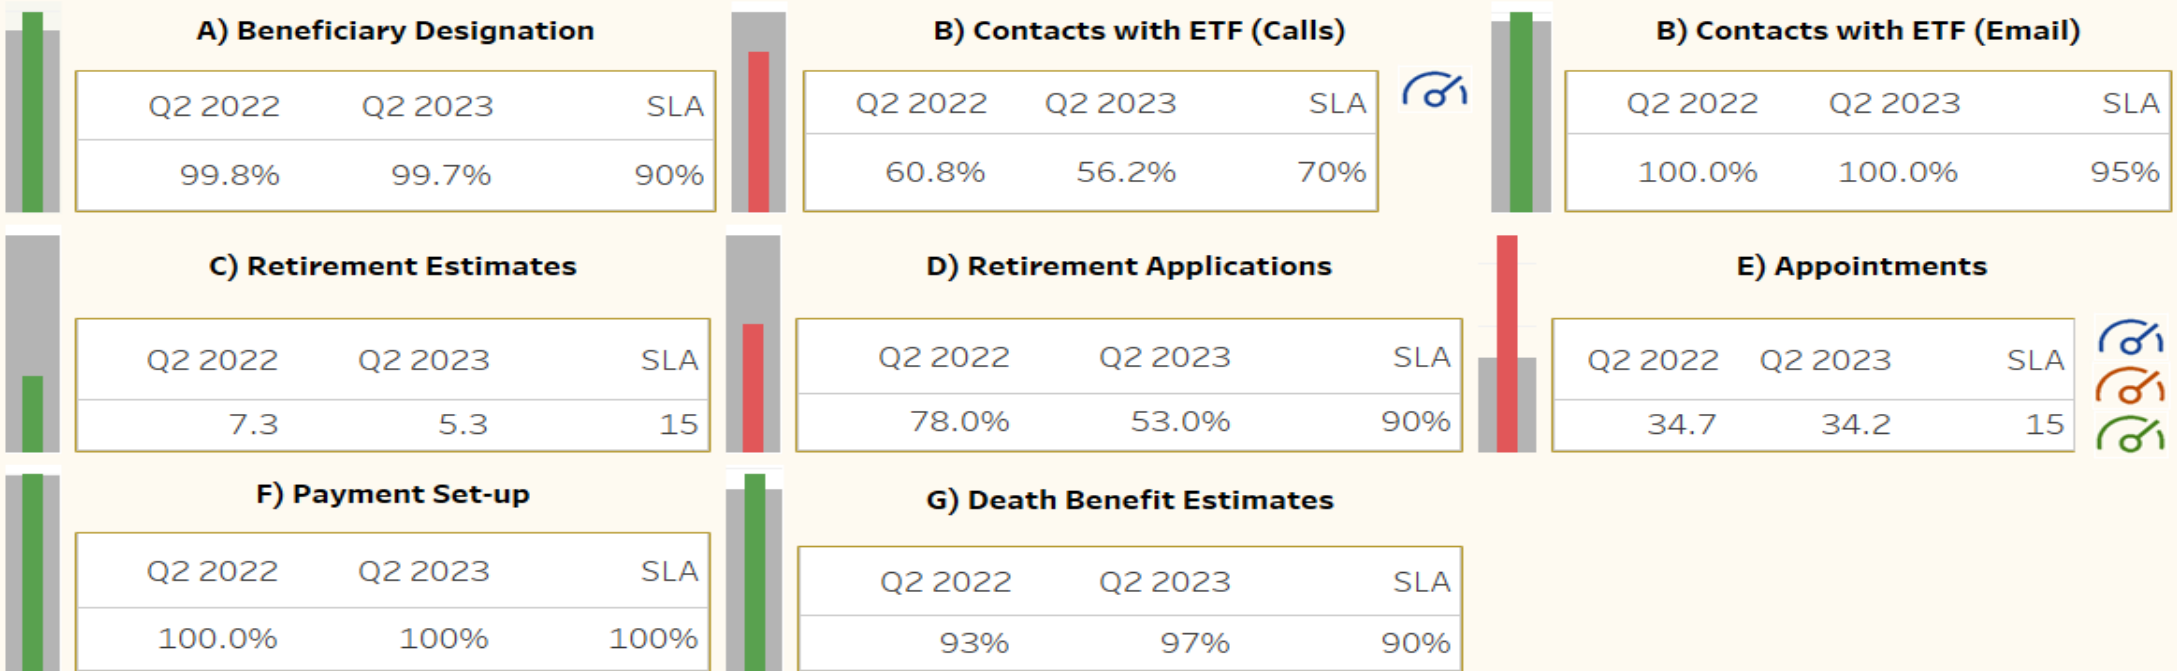 A) Beneficiary Designation
Q2 2022 Q2 2023 SLA
99.8% 99.7% 90%
B) Contacts with ETF (Calls)
Q2 2022 Q2 2023 SLA
60.8% 56.2% 70%
B) Contacts with ETF (Email)
Q2 2022 Q2 2023 SLA
100.0% 100.0% 95%
C) Retirement Estimates
Q2 2022 Q2 2023 SLA
7.3 5.3 15
D) Retirement Applications
Q2 2022 Q2 2023 SLA
78.0% 53.0% 90%
E) Appointments
Q2 2022 Q2 2023 SLA
34.7 34.2 15
F) Payment Set-up
Q2 2022 Q2 2023 SLA
100.0% 100% 100%
G) Death Benefit Estimates
Q2 2022 Q2 2023 SLA
93% 97% 90%